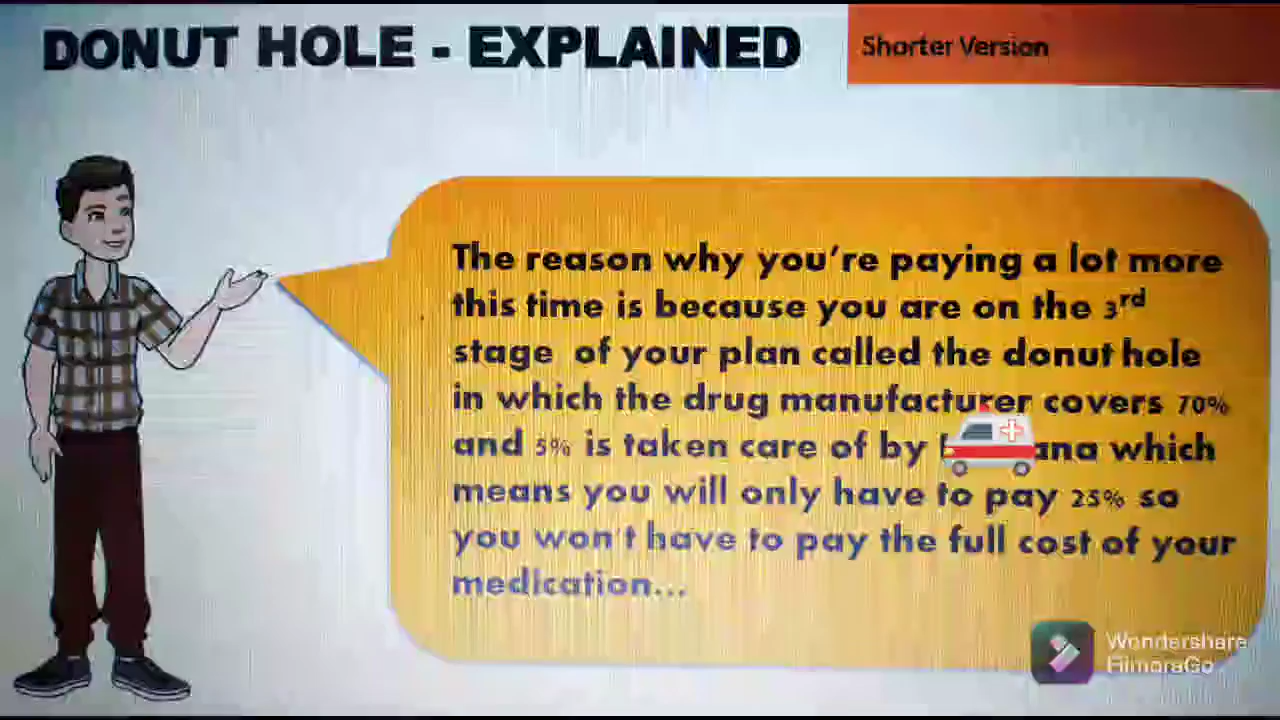 DONUT HOLE - EXPLAINED
Shorter Version
The reason why you're paying a lot more
this time is because you are on the 3rd
stage of your plan called the donut hole
in which the drug manufacturer covers 70%
and 5% is taken care of by ana which
means you will only have to pay 25% so
you won't have to pay the full cost of your
medication...
Wondershare
FilmoraGo